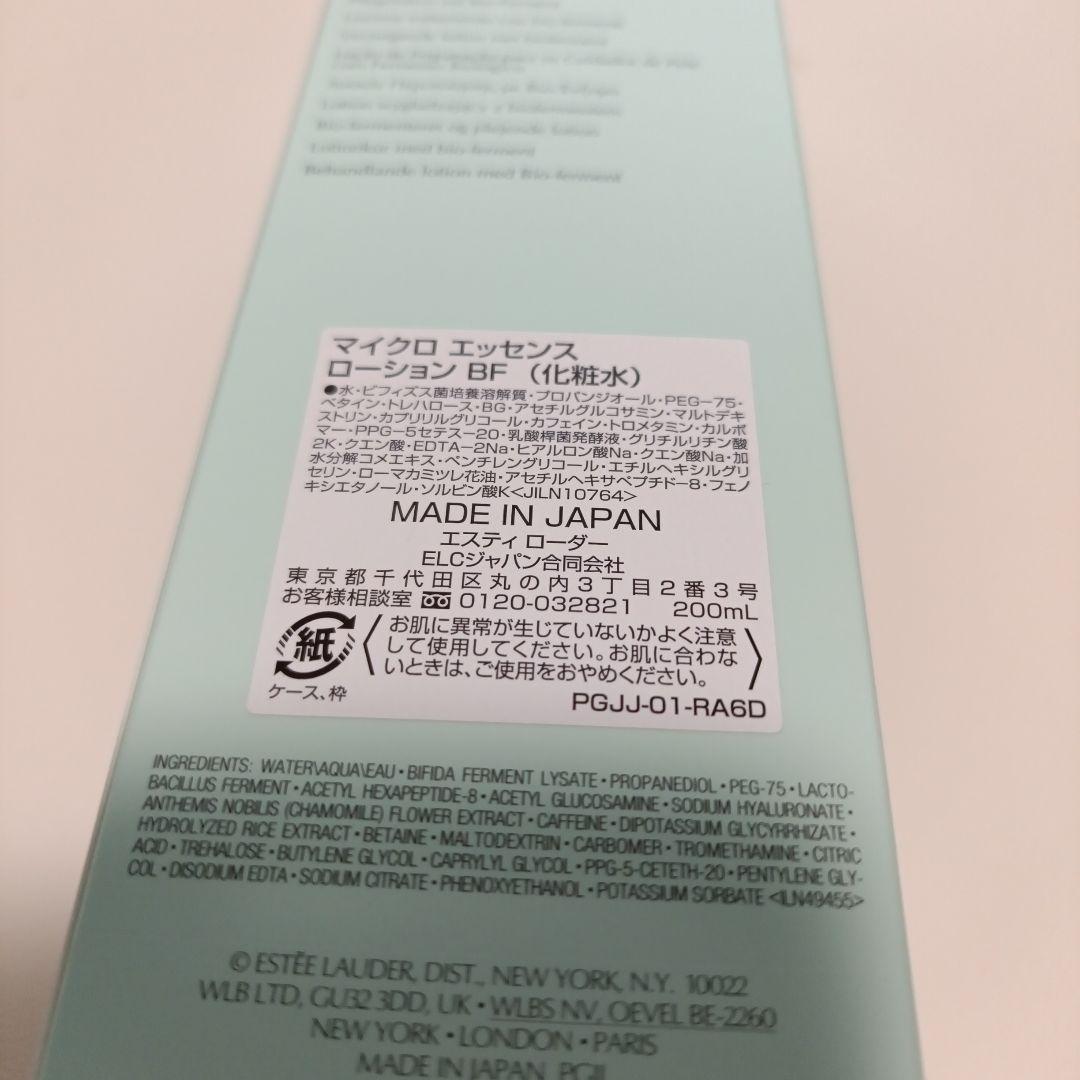 Behandlande lotion med Bio-ferment
マイクロ エッセンス
ローション BF (化粧水)
●水・ビフィズス菌培養溶解質・プロパンジオール・PEG-75・
ベタイン・トレハロース・BG・アセチルグルコサミン・マルトデキ
ストリン・カプリリルグリコール・カフェイン・トロメタミン・カルボ
マー・PPG-5セテス-20・乳酸桿菌発酵液・グリチルリチン酸
2K・クエン酸・EDTA-2Na・ヒアルロン酸Na・クエン酸Na・加
水分解コメエキス・ペンチレングリコール・エチルヘキシルグリ
セリン・ローマカミツレ花油・アセチルヘキサペプチド-8・フェノ
キシエタノール・ソルビン酸K<JILN10764>
MADE IN JAPAN
エスティ ローダー
ELCジャパン合同会社
東京都千代田区丸の内3丁目2番3号
お客様相談室 0120-032821 200mL
紙
お肌に異常が生じていないかよく注意
して使用してください。お肌に合わな
いときは、ご使用をおやめください。
ケース、枠
PGJJ-01-RA6D
INGREDIENTS: WATER\AQUA\EAU • BIFIDA FERMENT LYSATE • PROPANEDIOL • PEG-75 • LACTO-
BACILLUS FERMENT • ACETYL HEXAPEPTIDE-8 • ACETYL GLUCOSAMINE • SODIUM HYALURONATE •
ANTHEMIS NOBILIS (CHAMOMILE) FLOWER EXTRACT • CAFFEINE • DIPOTASSIUM GLYCYRRHIZATE •
HYDROLYZED RICE EXTRACT • BETAINE • MALTODEXTRIN • CARBOMER • TROMETHAMINE • CITRIC
ACID • TREHALOSE • BUTYLENE GLYCOL • CAPRYLYL GLYCOL • PPG-5-CETETH-20 • PENTYLENE GLY-
COL • DISODIUM EDTA • SODIUM CITRATE • PHENOXYETHANOL • POTASSIUM SORBATE <ILN49455>
© ESTĒE LAUDER, DIST., NEW YORK, N.Y. 10022
WLB LTD, GU32 3DD, UK • WLBS NV, OEVEL BE-2260
NEW YORK • LONDON • PARIS
MADE IN JAPAN